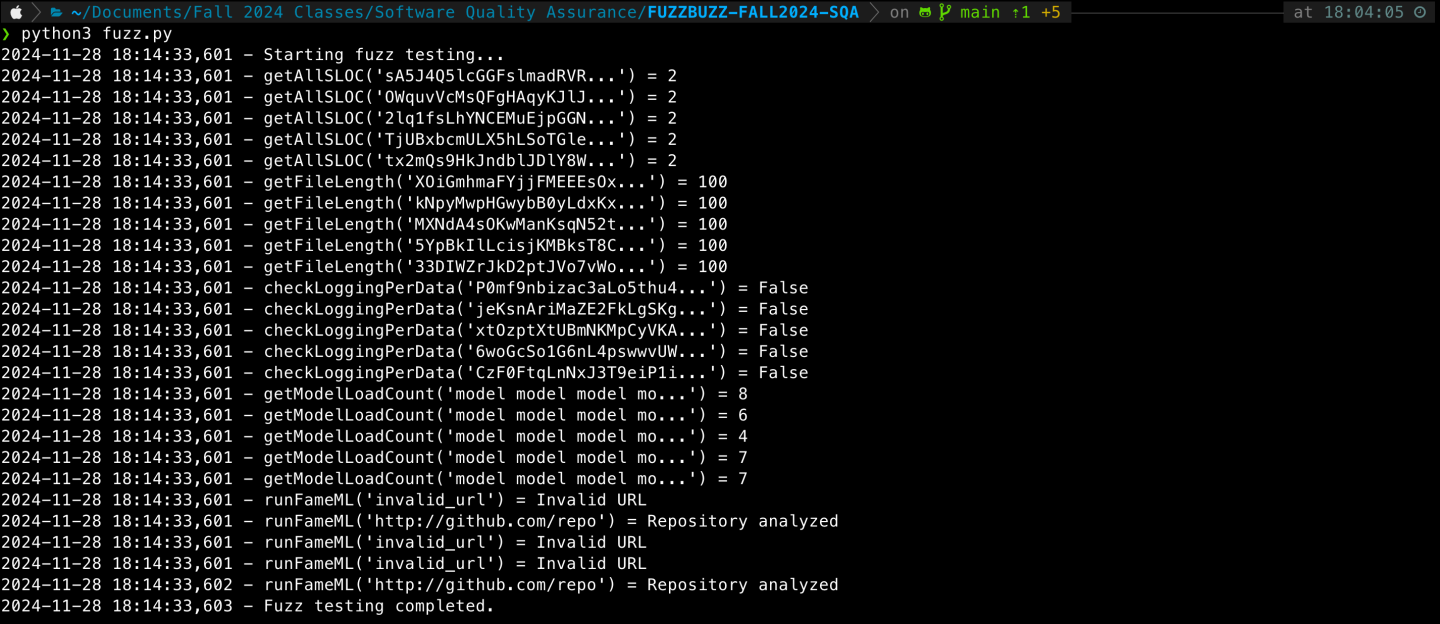 ~/Documents/Fall 2024 Classes/Software Quality Assurance/FUZZBUZZ-FALL2024-SQA on main ⇡1 +5 at 18:04:05
❯ python3 fuzz.py
2024-11-28 18:14:33,601 - Starting fuzz testing...
2024-11-28 18:14:33,601 - getAllSLOC('sA5J4Q5lcGGFslmadRVR...') = 2
2024-11-28 18:14:33,601 - getAllSLOC('OWquvVcMsQFgHAqyKJlJ...') = 2
2024-11-28 18:14:33,601 - getAllSLOC('2lq1fsLhYNCEMuEjpGGN...') = 2
2024-11-28 18:14:33,601 - getAllSLOC('TjUBxbcmULX5hLSoTGle...') = 2
2024-11-28 18:14:33,601 - getAllSLOC('tx2mQs9HkJndblJDlY8W...') = 2
2024-11-28 18:14:33,601 - getFileLength('XOiGmhmaFYjjFMEEEsOx...') = 100
2024-11-28 18:14:33,601 - getFileLength('kNpyMwpHGwybB0yLdxKx...') = 100
2024-11-28 18:14:33,601 - getFileLength('MXNdA4sOKwManKsqN52t...') = 100
2024-11-28 18:14:33,601 - getFileLength('5YpBkIlLcisjKMBksT8C...') = 100
2024-11-28 18:14:33,601 - getFileLength('33DIWZrJkD2ptJVo7vWo...') = 100
2024-11-28 18:14:33,601 - checkLoggingPerData('P0mf9nbizac3aLo5thu4...') = False
2024-11-28 18:14:33,601 - checkLoggingPerData('jeKsnAriMaZE2FkLgSKg...') = False
2024-11-28 18:14:33,601 - checkLoggingPerData('xtOzptXtUBmNKMpCyVKA...') = False
2024-11-28 18:14:33,601 - checkLoggingPerData('6woGcSo1G6nL4pswwvUW...') = False
2024-11-28 18:14:33,601 - checkLoggingPerData('CzF0FtqLnNxJ3T9eiP1i...') = False
2024-11-28 18:14:33,601 - getModelLoadCount('model model model mo...') = 8
2024-11-28 18:14:33,601 - getModelLoadCount('model model model mo...') = 6
2024-11-28 18:14:33,601 - getModelLoadCount('model model model mo...') = 4
2024-11-28 18:14:33,601 - getModelLoadCount('model model model mo...') = 7
2024-11-28 18:14:33,601 - getModelLoadCount('model model model mo...') = 7
2024-11-28 18:14:33,601 - runFameML('invalid_url') = Invalid URL
2024-11-28 18:14:33,601 - runFameML('http://github.com/repo') = Repository analyzed
2024-11-28 18:14:33,601 - runFameML('invalid_url') = Invalid URL
2024-11-28 18:14:33,601 - runFameML('invalid_url') = Invalid URL
2024-11-28 18:14:33,602 - runFameML('http://github.com/repo') = Repository analyzed
2024-11-28 18:14:33,603 - Fuzz testing completed.